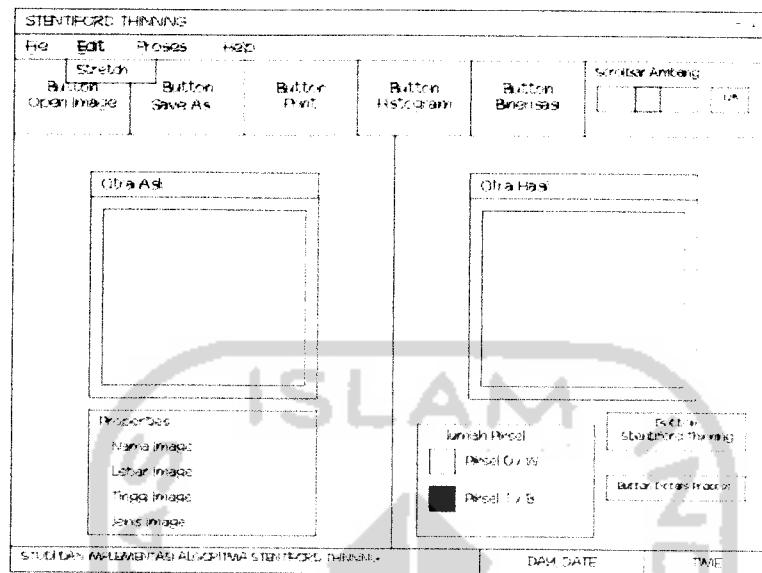 STENTIFORD THINNING
File Edit Proses Help
Stretch
Button Open Image
Button Save As
Button Print
Button Histogram
Button Binerisasi
Scrollbar Ambang
Citra Asli
Citra Hasil
ISLAM
Properties
Nama Image
Lebar Image
Tinggi Image
Jenis Image
Jumlah Piksel
Piksel 0 / W
Piksel 1 / B
Button
Stentiford Thinning
Button Details Proses
STUDI DAN IMPLEMENTASI ALGORITMA STENTIFORD THINNING
DAY, DATE
TIME